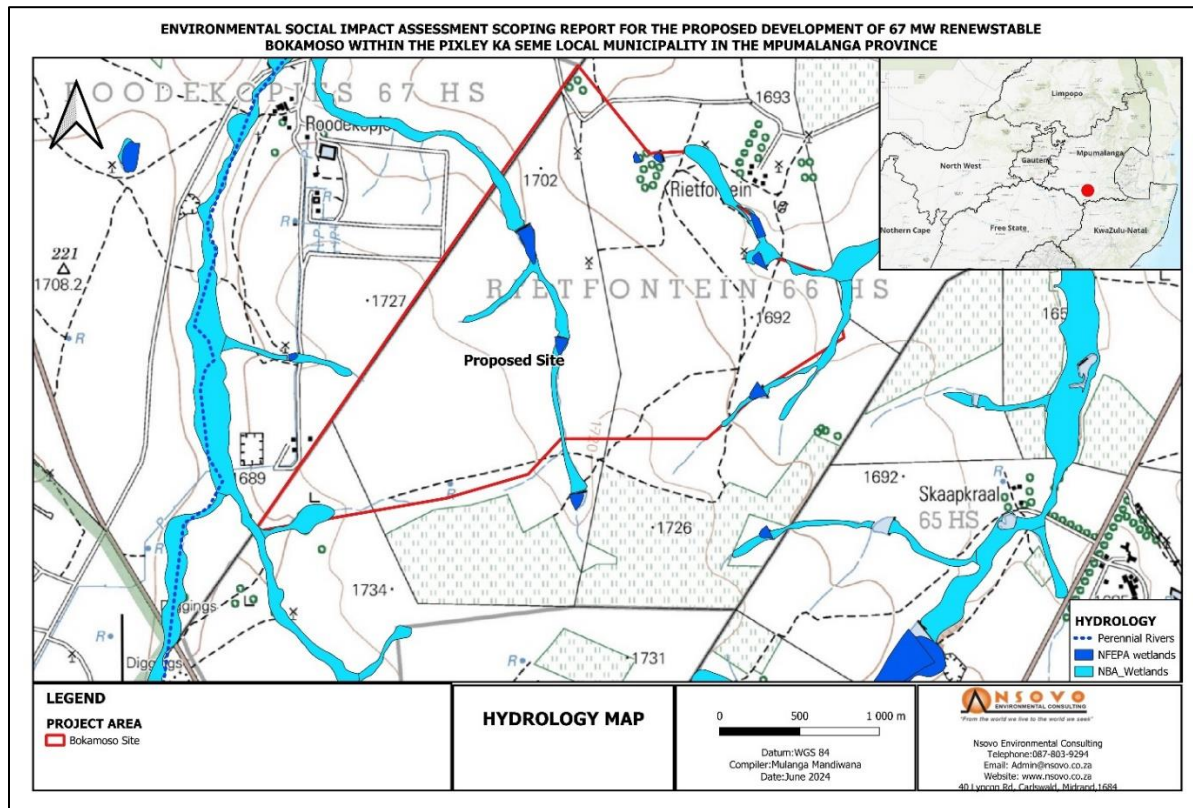 ENVIRONMENTAL SOCIAL IMPACT ASSESSMENT SCOPING REPORT FOR THE PROPOSED DEVELOPMENT OF 67 MW RENEWSTABLE
BOKAMOSO WITHIN THE PIXLEY KA SEME LOCAL MUNICIPALITY IN THE MPUMALANGA PROVINCE
67 HS
1693
Limpopo
Mpumalanga
North West
Gauteng
Nothern Cape
Free State
KwaZulu-Natal
1702
Rietfontein
221
1708.2
R
R
1727
RIETFONTEIN 66 HS
1692
Proposed Site
R
689
R
1692
R
Skaapkraal
65 HS
1726
R
1734
Diggings
R
R
1731
HYDROLOGY
Perennial Rivers
NFEPA wetlands
NBA_Wetlands
LEGEND
PROJECT AREA
Bokamoso Site
HYDROLOGY MAP
0 500 1 000 m
Datum:WGS 84
Compiler:Mulanga Mandiwana
Date:June 2024
NSOVO
ENVIRONMENTAL CONSULTING
"From the world we live to the world we seek"
Nsovo Environmental Consulting
Telephone:087-803-9294
Email: Admin@nsovo.co.za
Website: www.nsovo.co.za
40 Lyncon Rd, Carlswald, Midrand,1684